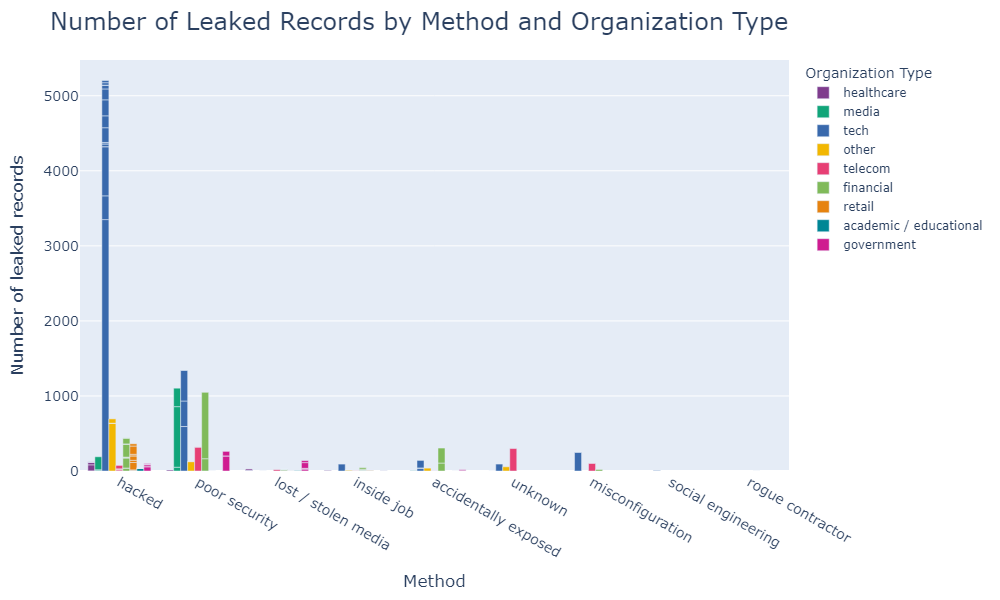 Number of Leaked Records by Method and Organization Type
Number of leaked records
5000
4000
3000
2000
1000
0
hacked
poor security
lost / stolen media
inside job
accidentally exposed
unknown
misconfiguration
social engineering
rogue contractor
Method
Organization Type
healthcare
media
tech
other
telecom
financial
retail
academic / educational
government